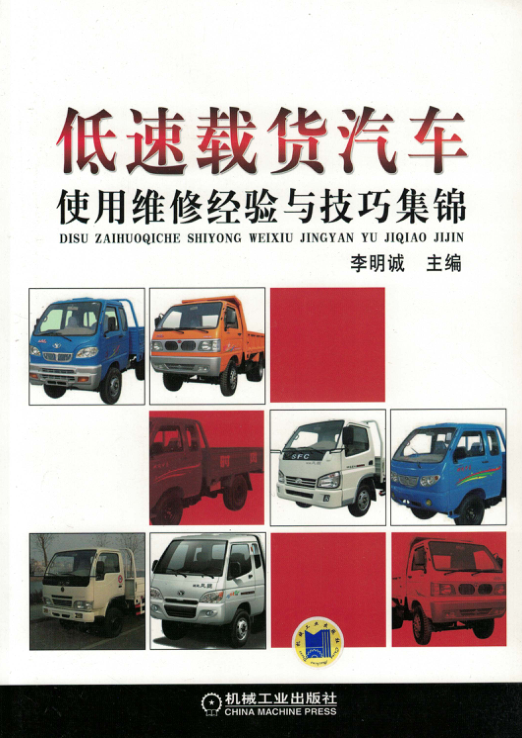 低速载货汽车
使用维修经验与技巧集锦
DISU ZAIHUOQICHE SHIYONG WEIXIU JINGYAN YU JIQIAO JIJIN
李明诚 主编
SFC
机械工业出版社
CHINA MACHINE PRESS